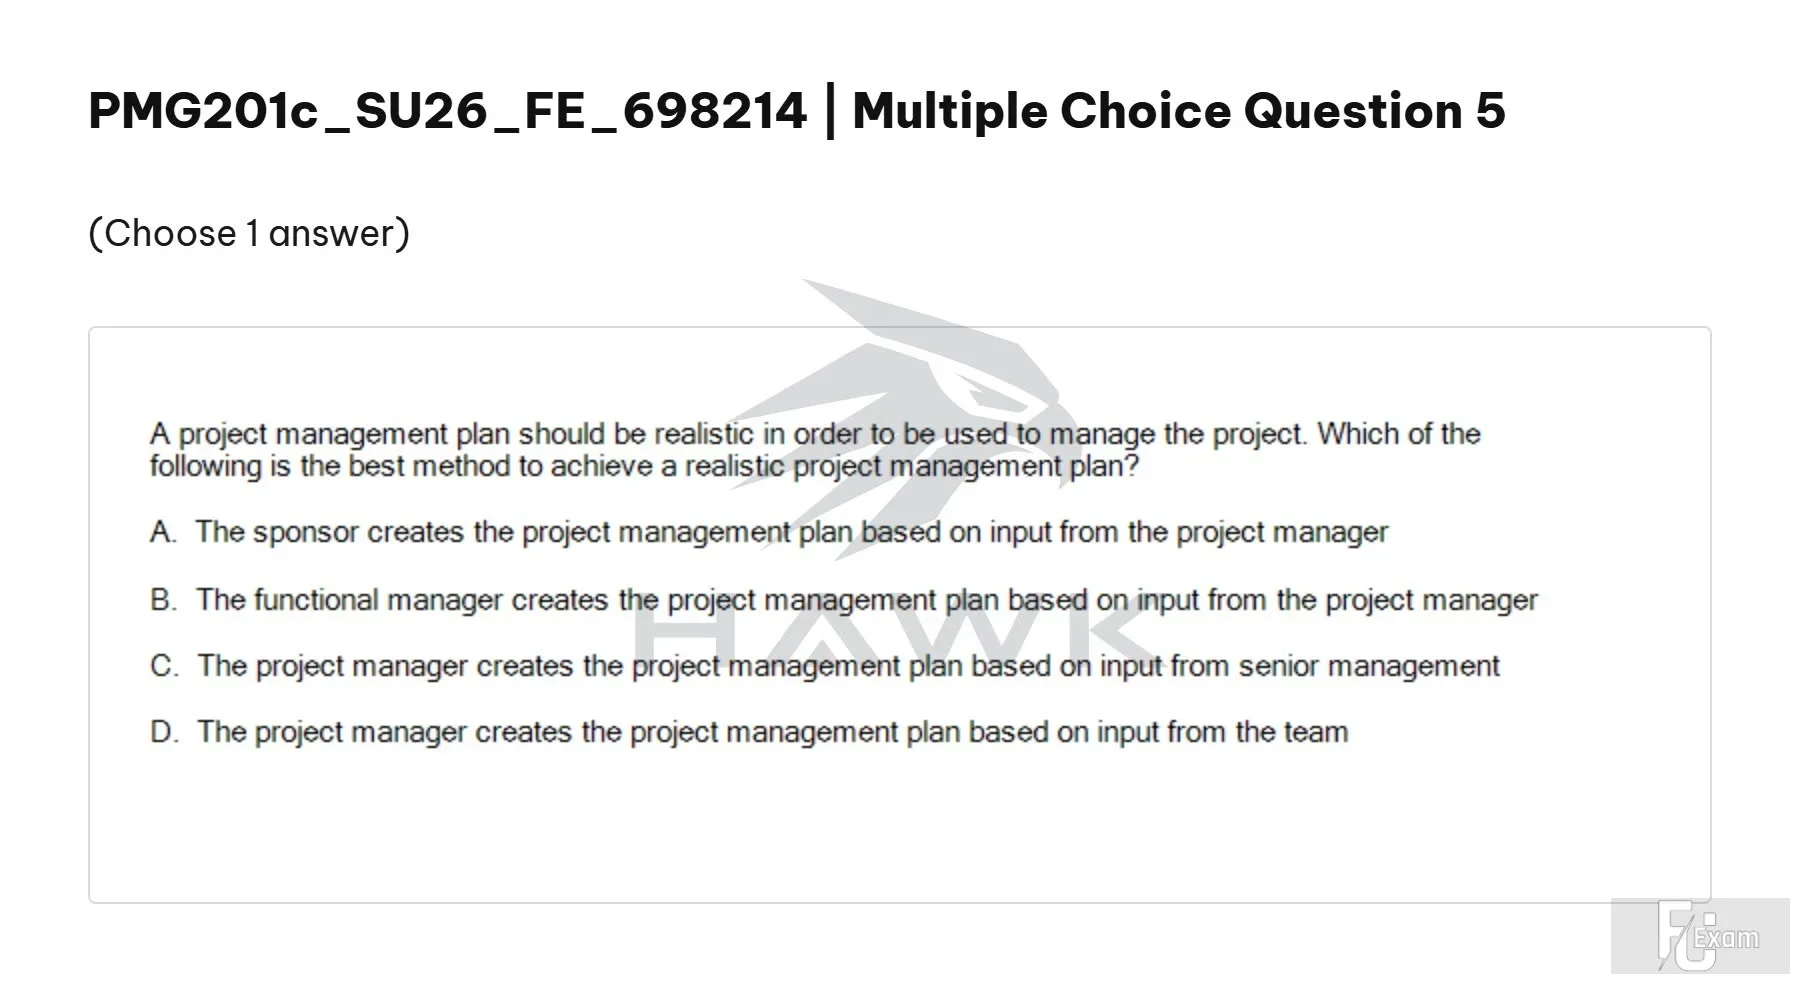 PMG201c_SU26_FE_698214 | Multiple Choice Question 5
(Choose 1 answer)
A project management plan should be realistic in order to be used to manage the project. Which of the
following is the best method to achieve a realistic project management plan?
A. The sponsor creates the project management plan based on input from the project manager
B. The functional manager creates the project management plan based on input from the project manager
HAWK
C. The project manager creates the project management plan based on input from senior management
D. The project manager creates the project management plan based on input from the team
FU Exam